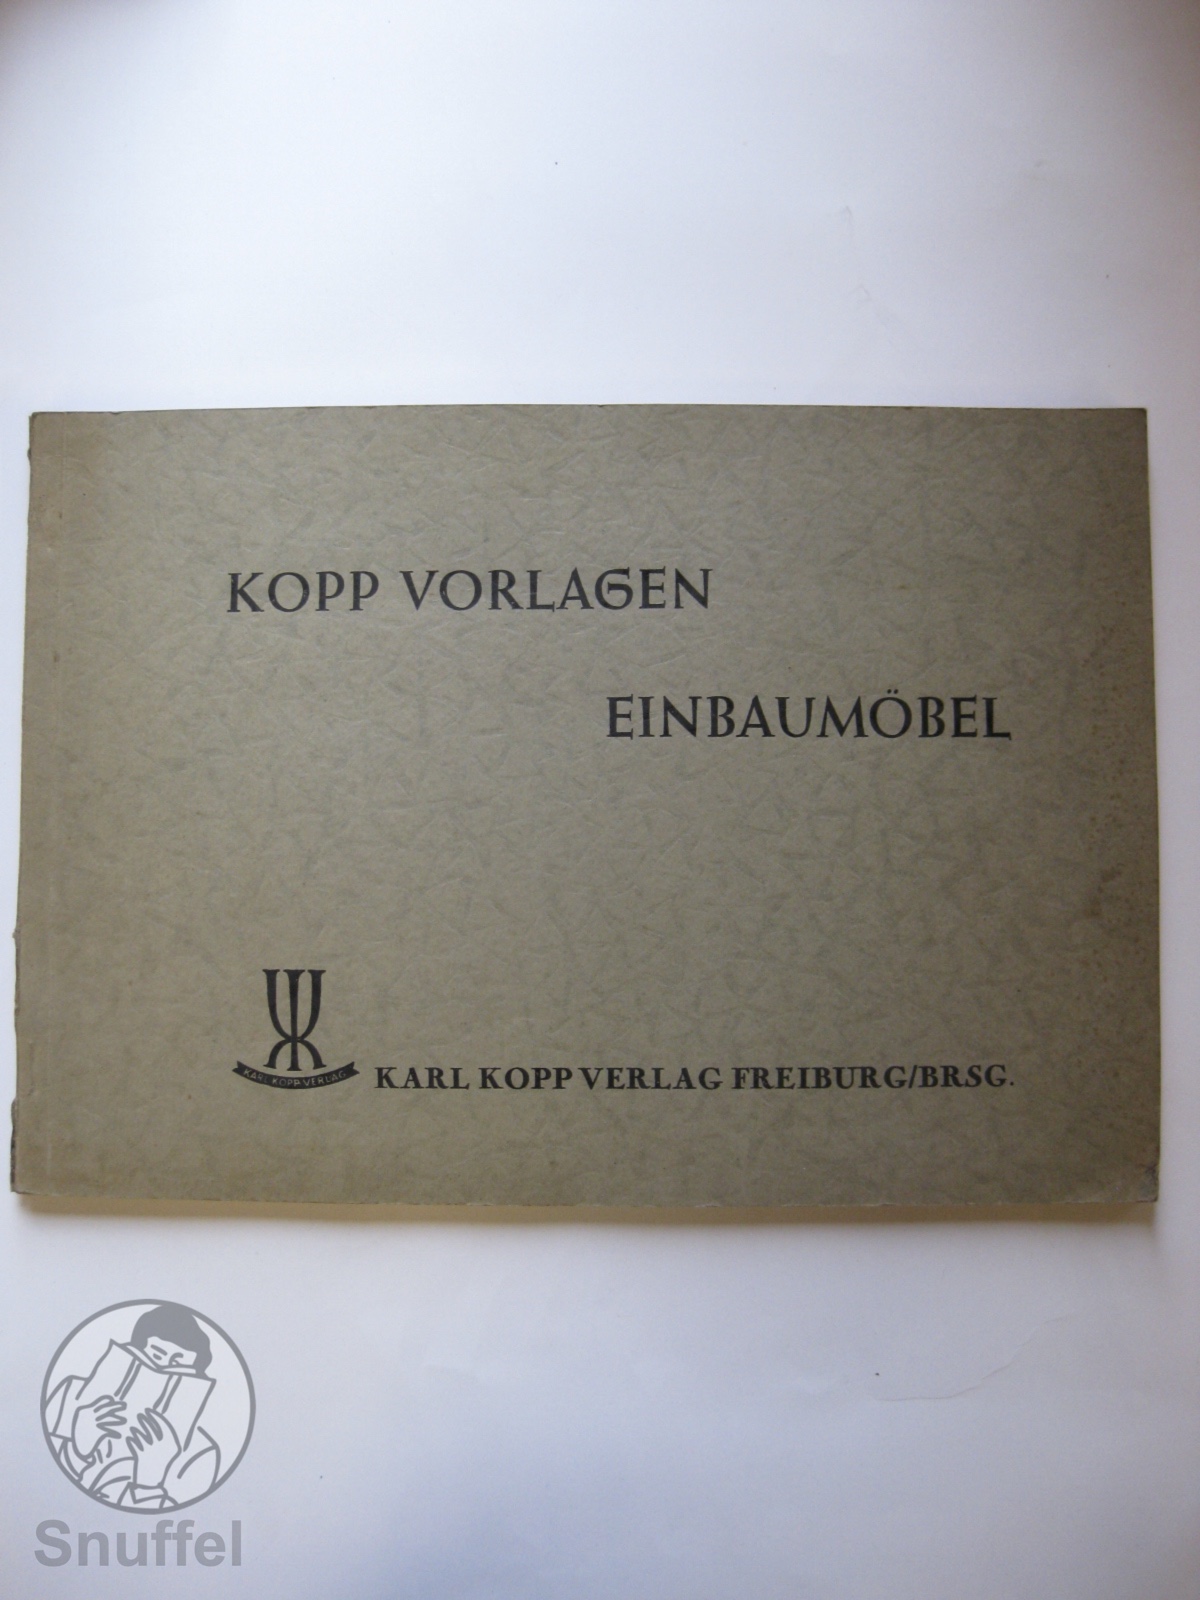 KOPP VORLAGEN
EINBAUMÖBEL
KARL KOPP VERLAG
KARL KOPP VERLAG FREIBURG/BRSG.
Snuffel